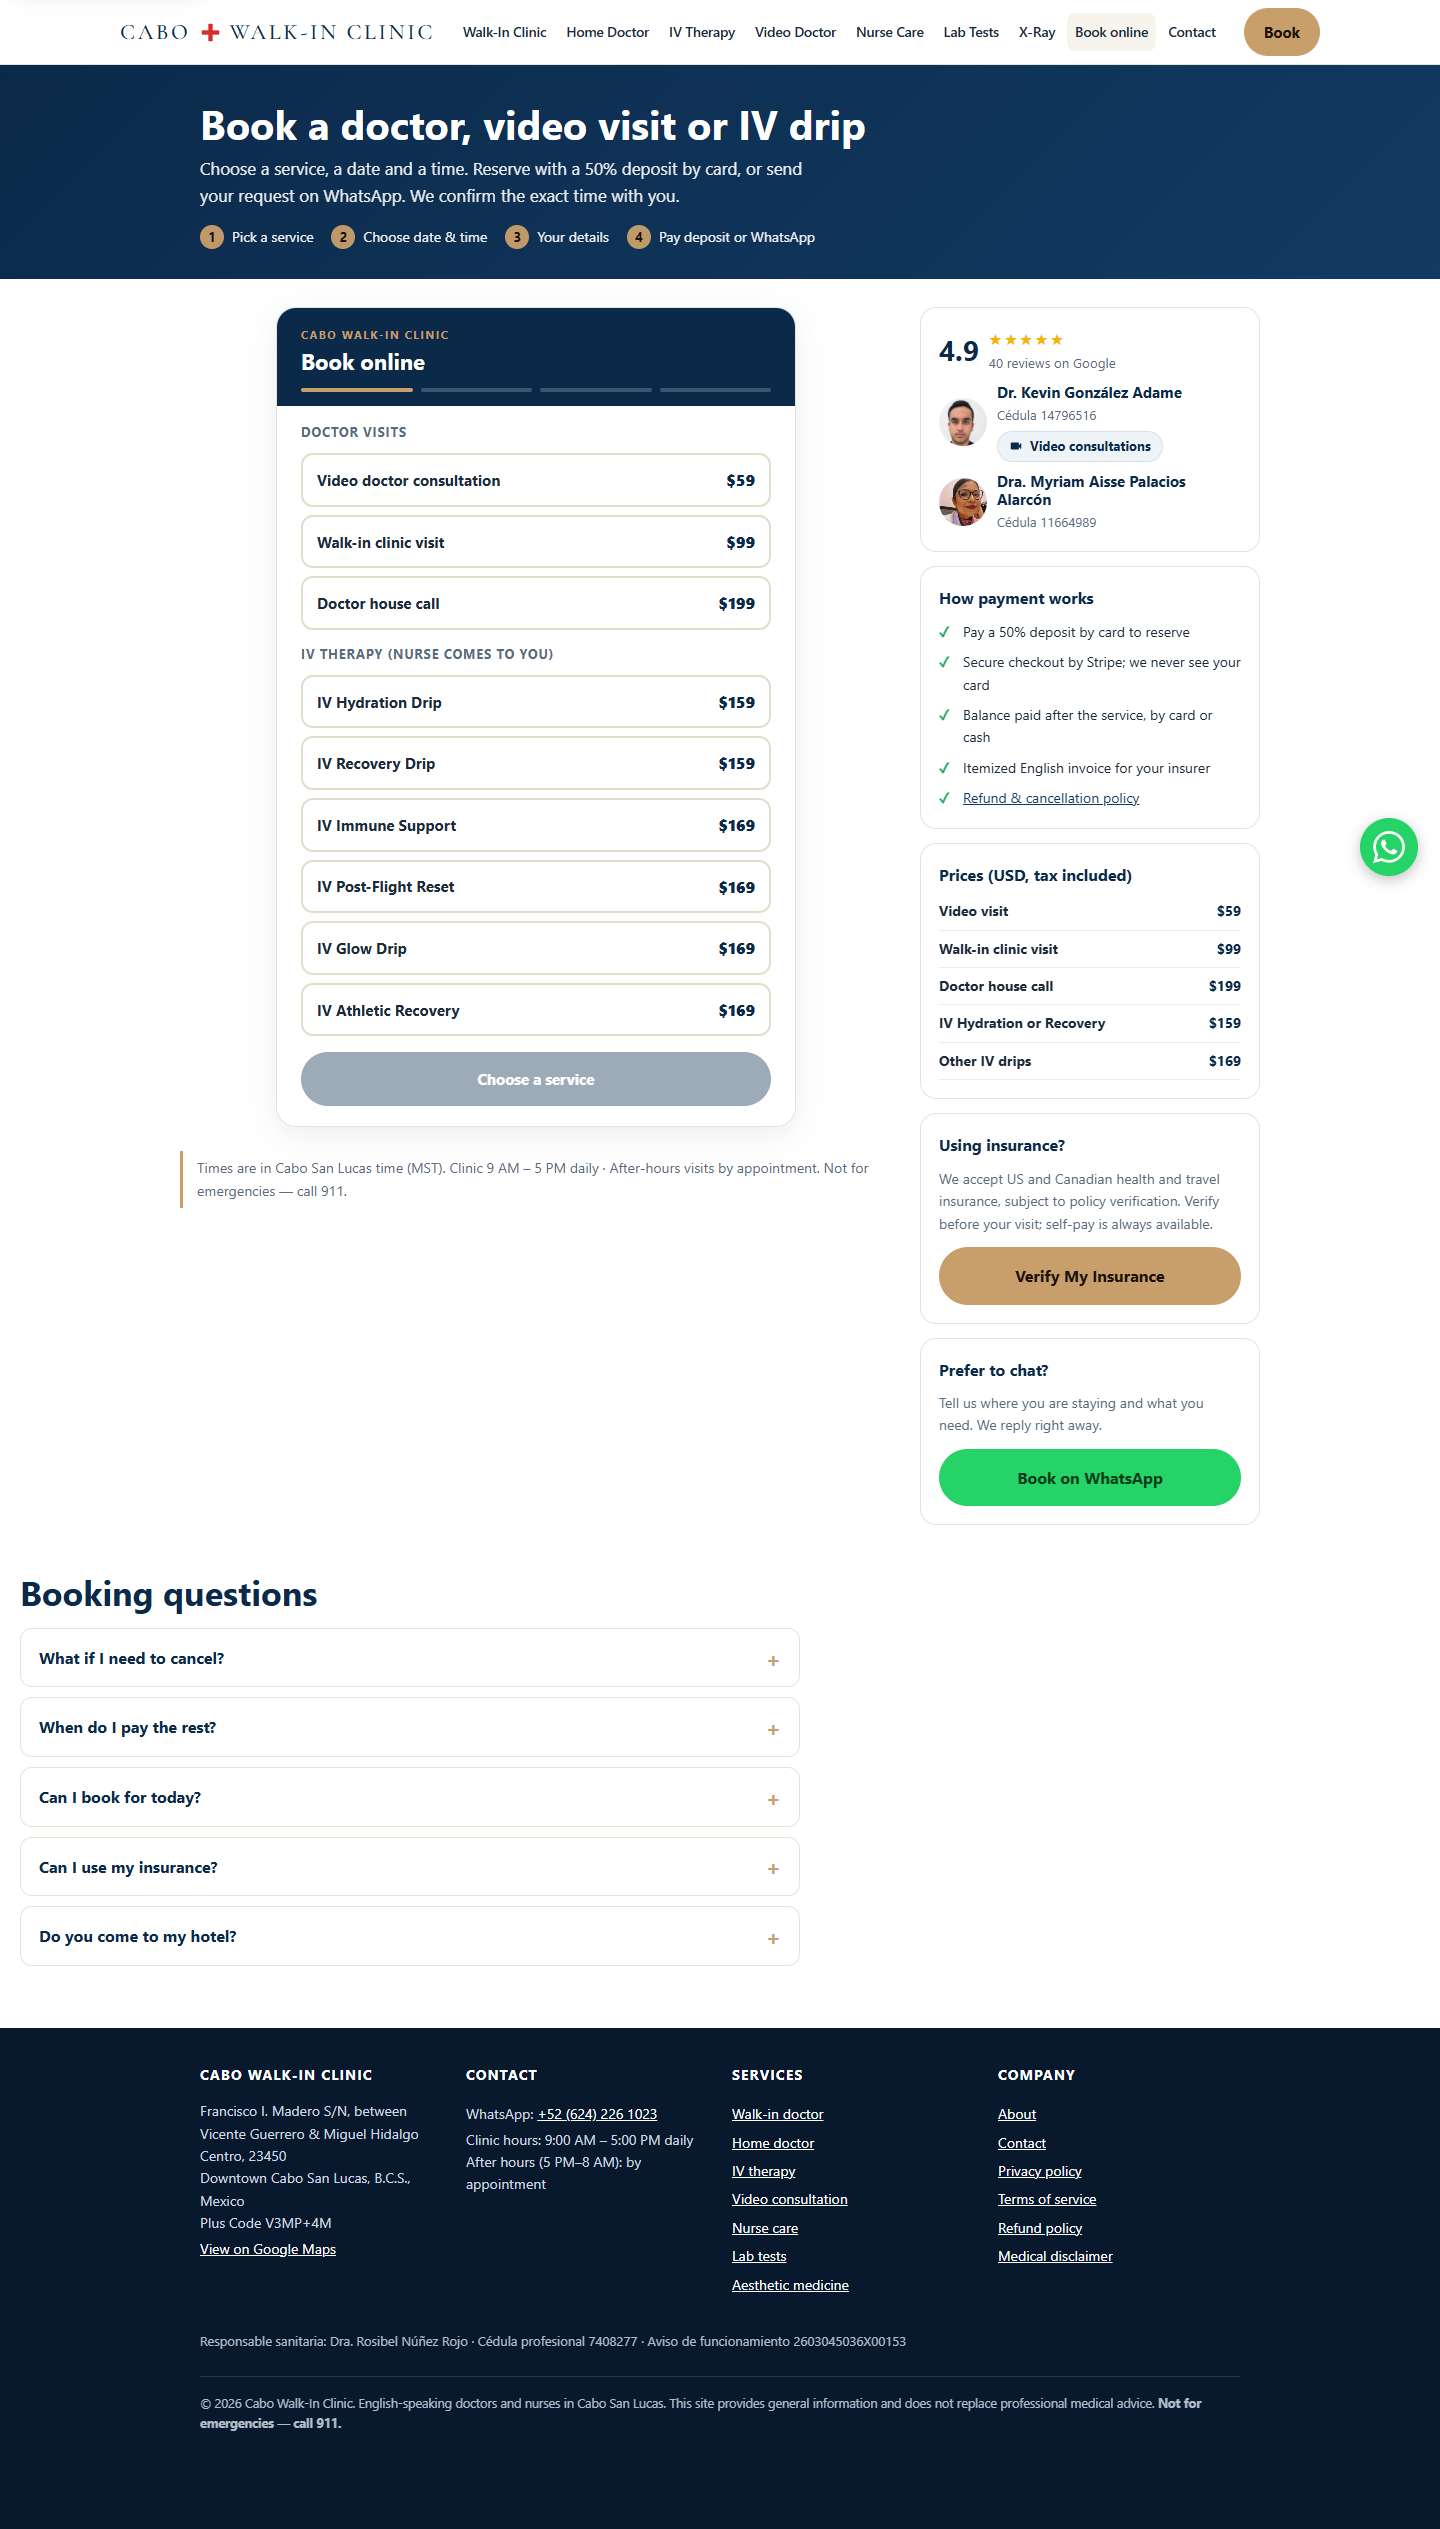 CABO WALK-IN CLINIC
Walk-In Clinic
Home Doctor
IV Therapy
Video Doctor
Nurse Care
Lab Tests
X-Ray
Book online
Contact
Book
Book a doctor, video visit or IV drip
Choose a service, a date and a time. Reserve with a 50% deposit by card, or send
your request on WhatsApp. We confirm the exact time with you.
1 Pick a service
2 Choose date & time
3 Your details
4 Pay deposit or WhatsApp
CABO WALK-IN CLINIC
Book online
DOCTOR VISITS
Video doctor consultation $59
Walk-in clinic visit $99
Doctor house call $199
IV THERAPY (NURSE COMES TO YOU)
IV Hydration Drip $159
IV Recovery Drip $159
IV Immune Support $169
IV Post-Flight Reset $169
IV Glow Drip $169
IV Athletic Recovery $169
Choose a service
Times are in Cabo San Lucas time (MST). Clinic 9 AM – 5 PM daily · After-hours visits by appointment. Not for
emergencies — call 911.
4.9 ★★★★★
40 reviews on Google
Dr. Kevin González Adame
Cédula 14796516
Video consultations
Dra. Myriam Aisse Palacios
Alarcón
Cédula 11664989
How payment works
✓ Pay a 50% deposit by card to reserve
✓ Secure checkout by Stripe; we never see your
card
✓ Balance paid after the service, by card or
cash
✓ Itemized English invoice for your insurer
✓ Refund & cancellation policy
Prices (USD, tax included)
Video visit $59
Walk-in clinic visit $99
Doctor house call $199
IV Hydration or Recovery $159
Other IV drips $169
Using insurance?
We accept US and Canadian health and travel
insurance, subject to policy verification. Verify
before your visit; self-pay is always available.
Verify My Insurance
Prefer to chat?
Tell us where you are staying and what you
need. We reply right away.
Book on WhatsApp
Booking questions
What if I need to cancel? +
When do I pay the rest? +
Can I book for today? +
Can I use my insurance? +
Do you come to my hotel? +
CABO WALK-IN CLINIC
Francisco I. Madero S/N, between
Vicente Guerrero & Miguel Hidalgo
Centro, 23450
Downtown Cabo San Lucas, B.C.S.,
Mexico
Plus Code V3MP+4M
View on Google Maps
CONTACT
WhatsApp: +52 (624) 226 1023
Clinic hours: 9:00 AM – 5:00 PM daily
After hours (5 PM–8 AM): by
appointment
SERVICES
Walk-in doctor
Home doctor
IV therapy
Video consultation
Nurse care
Lab tests
Aesthetic medicine
COMPANY
About
Contact
Privacy policy
Terms of service
Refund policy
Medical disclaimer
Responsable sanitaria: Dra. Rosibel Núñez Rojo · Cédula profesional 7408277 · Aviso de funcionamiento 2603045036X00153
© 2026 Cabo Walk-In Clinic. English-speaking doctors and nurses in Cabo San Lucas. This site provides general information and does not replace professional medical advice. Not for
emergencies — call 911.